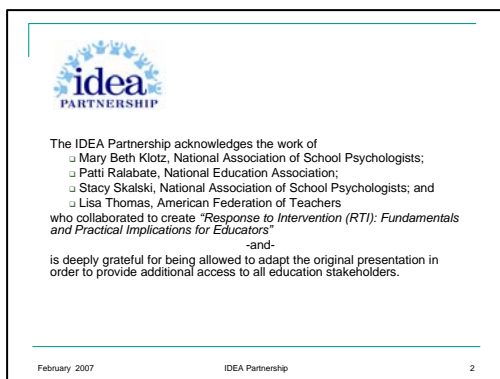 idea
PARTNERSHIP
The IDEA Partnership acknowledges the work of
❑ Mary Beth Klotz, National Association of School Psychologists;
❑ Patti Ralabate, National Education Association;
❑ Stacy Skalski, National Association of School Psychologists; and
❑ Lisa Thomas, American Federation of Teachers
who collaborated to create “Response to Intervention (RTI): Fundamentals
and Practical Implications for Educators”
-and-
is deeply grateful for being allowed to adapt the original presentation in
order to provide additional access to all education stakeholders.
February 2007 IDEA Partnership 2